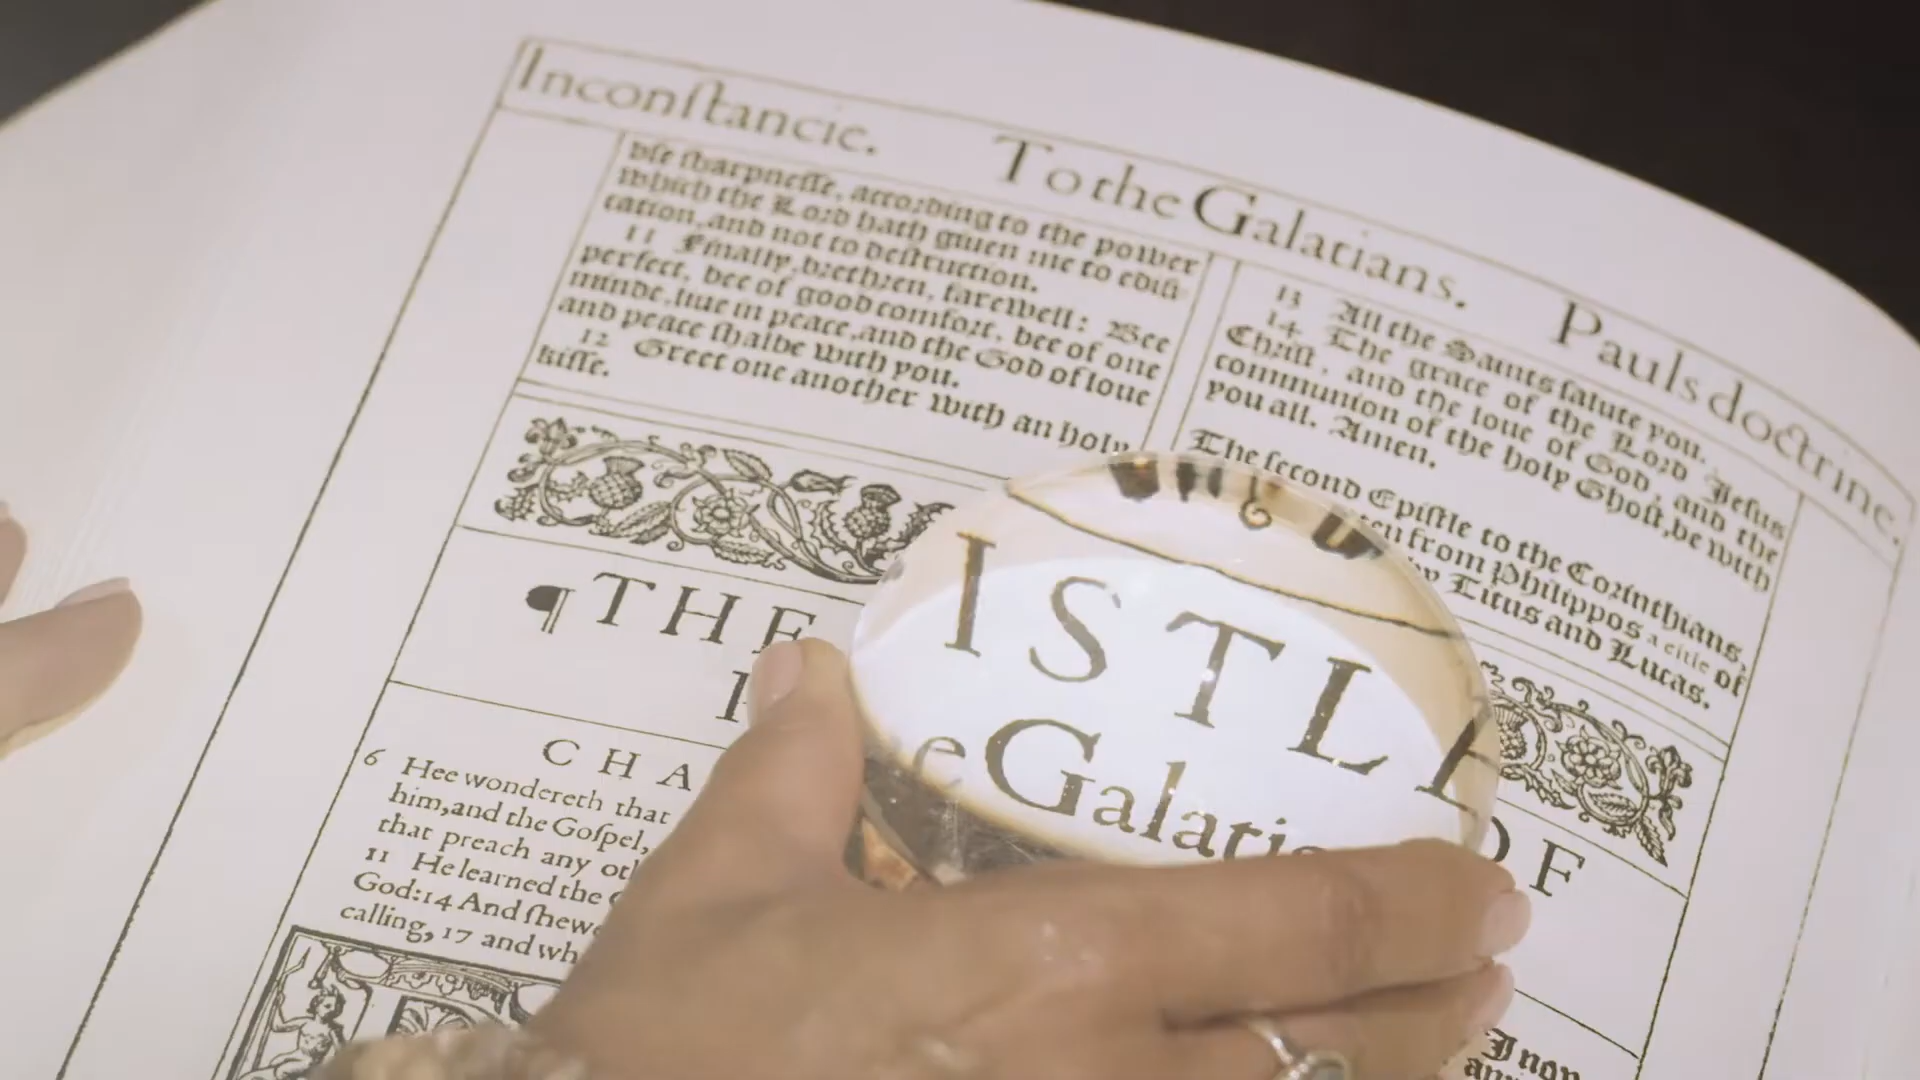 Inconſtancie. To the Galatians. Pauls doctrine.
vſe ſharpneſſe, according to the power
which the Lord hath giuen me to edifi-
cation, and not to deſtruction.
11 Finally, brethren, farewell: Bee
perfect, bee of good comfort, bee of one
minde, liue in peace, and the God of loue
and peace ſhalbe with you.
12 Greet one another with an holy
kiſſe.
13 All the Saints ſalute you.
14 The grace of the Lord Jeſus
Chriſt, and the loue of God, and the
communion of the holy Ghoſt, be with
you all. Amen.
The ſecond Epiſtle to the Corinthians,
ten from Philippos a citie of
by Titus and Lucas.
¶ THE
ISTLE OF
e Galati
CHA
6 Hee wondereth that
him, and the Goſpel,
that preach any ot
11 He learned the
God: 14 And ſhew
calling, 17 and wh